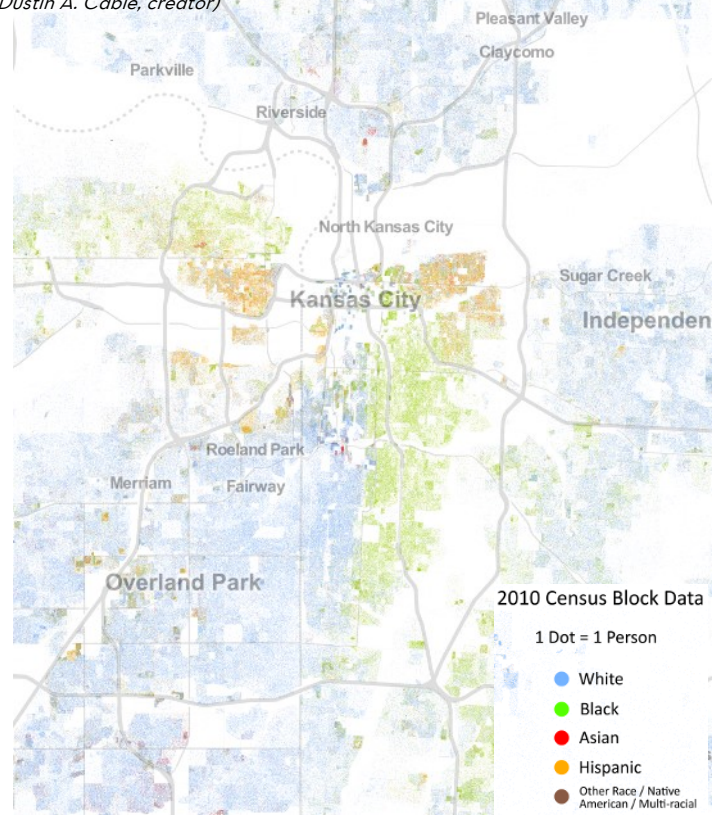 Dustin A. Cable, creator)
Pleasant Valley
Claycomo
Parkville
Riverside
North Kansas City
Sugar Creek
Kansas City
Independen
Roeland Park
Merriam
Fairway
Overland Park
2010 Census Block Data
1 Dot = 1 Person
White
Black
Asian
Hispanic
Other Race / Native
American / Multi-racial